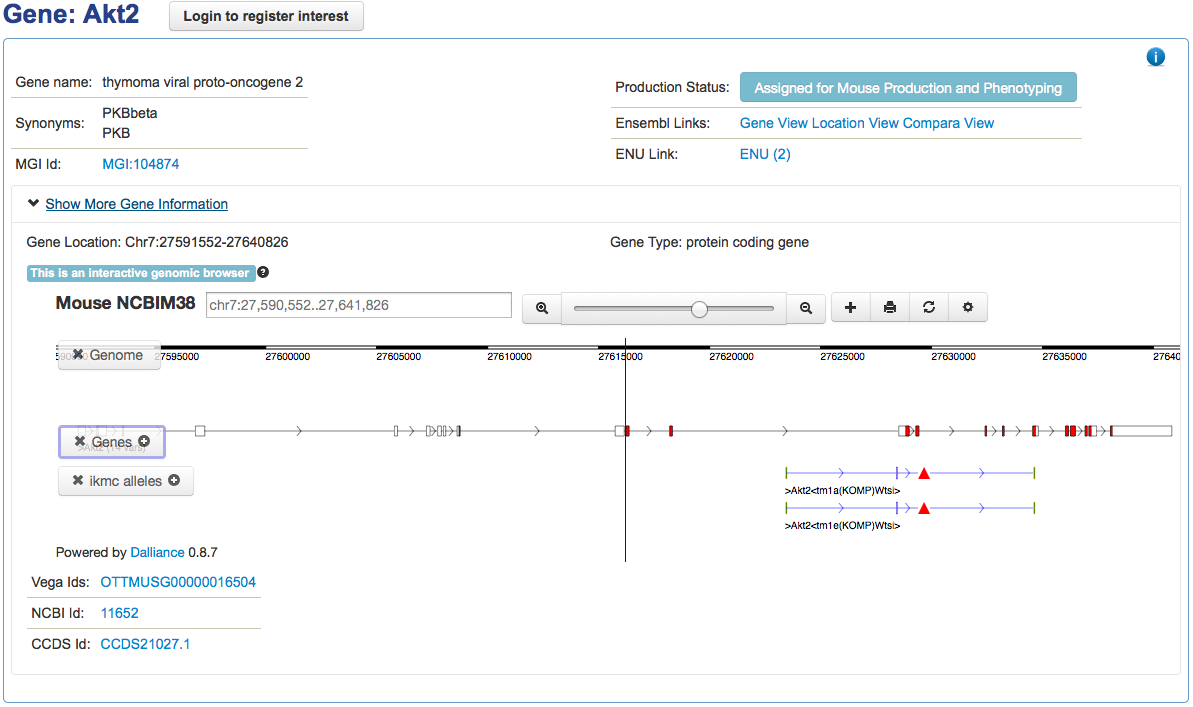 Gene: Akt2 Login to register interest
Gene name: thymoma viral proto-oncogene 2
Synonyms: PKBbeta
PKB
MGI Id: MGI:104874
Production Status: Assigned for Mouse Production and Phenotyping
Ensembl Links: Gene View Location View Compara View
ENU Link: ENU (2)
Show More Gene Information
Gene Location: Chr7:27591552-27640826 Gene Type: protein coding gene
This is an interactive genomic browser ?
Mouse NCBIM38 chr7:27,590,552..27,641,826
Genome 27595000 27600000 27605000 27610000 27615000 27620000 27625000 27630000 27635000 27640
Genes
>Akt2 (14 vars)
ikmc alleles
>Akt2<tm1a(KOMP)Wtsi>
>Akt2<tm1e(KOMP)Wtsi>
Powered by Dalliance 0.8.7
Vega Ids: OTTMUSG00000016504
NCBI Id: 11652
CCDS Id: CCDS21027.1